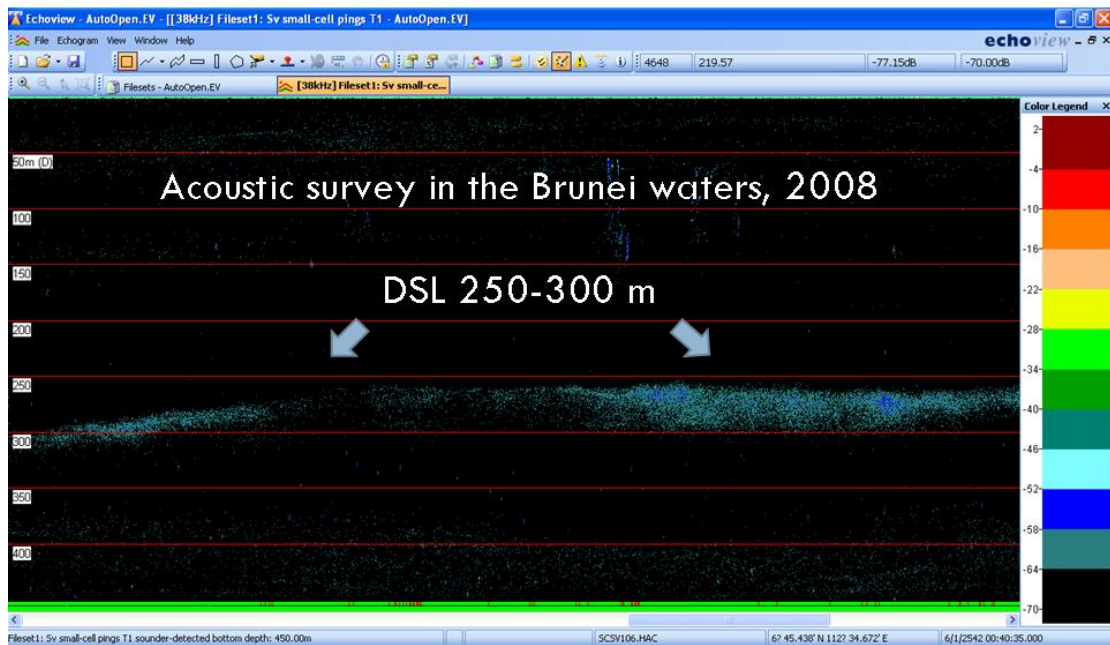 Echoview - AutoOpen.EV - [[38kHz] Fileset1: Sv small-cell pings T1 - AutoOpen.EV]
File Echogram View Window Help
echoview
4648 219.57 -77.15dB -70.00dB
Filesets - AutoOpen.EV [38kHz] Fileset1: Sv small-ce...
Color Legend
50m (D)
Acoustic survey in the Brunei waters, 2008
100
150
DSL 250-300 m
200
250
300
350
400
2
-4
-10
-16
-22
-28
-34
-40
-46
-52
-58
-64
-70
Fileset1: Sv small-cell pings T1 sounder-detected bottom depth: 450.00m SCSV106.HAC 6? 45.438' N 112? 34.672' E 6/1/2542 00:40:35.000